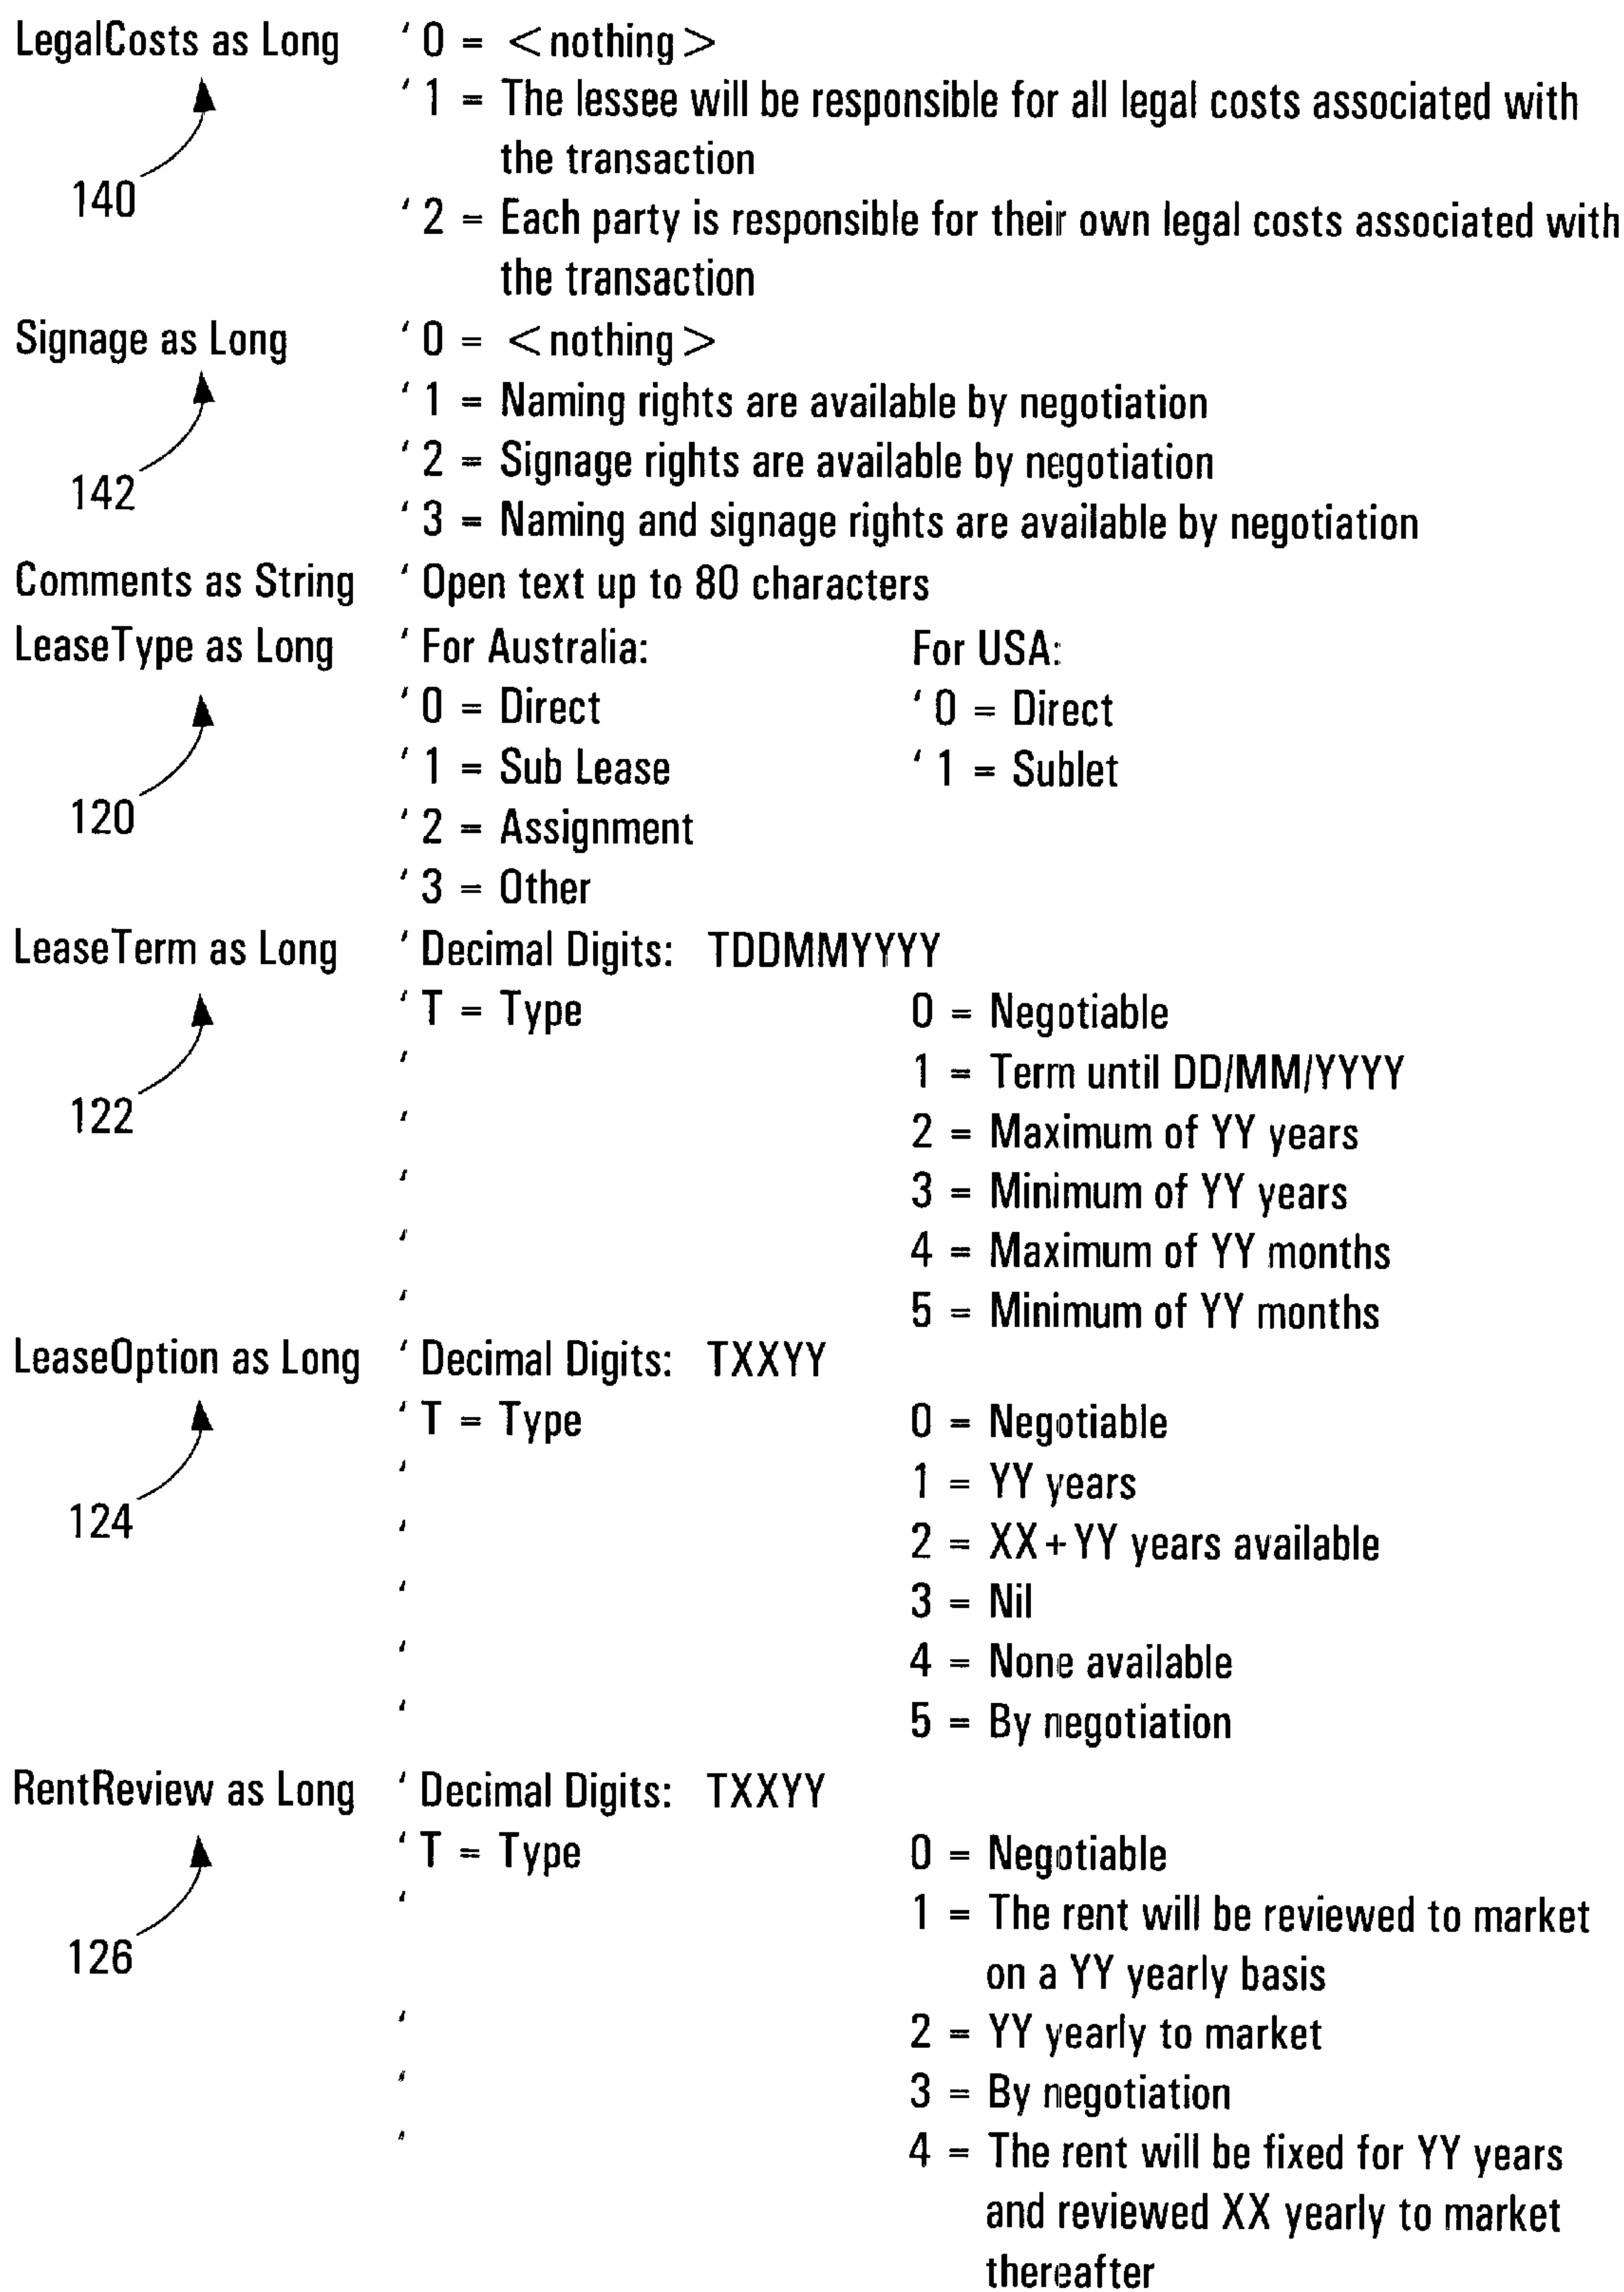 LegalCosts as Long ' 0 = <nothing>
' 1 = The lessee will be responsible for all legal costs associated with
the transaction
140
' 2 = Each party is responsible for their own legal costs associated with
the transaction
Signage as Long ' 0 = <nothing>
' 1 = Naming rights are available by negotiation
' 2 = Signage rights are available by negotiation
142
' 3 = Naming and signage rights are available by negotiation
Comments as String ' Open text up to 80 characters
LeaseType as Long ' For Australia: For USA:
' 0 = Direct ' 0 = Direct
' 1 = Sub Lease ' 1 = Sublet
120
' 2 = Assignment
' 3 = Other
LeaseTerm as Long ' Decimal Digits: TDDMMYYYY
' T = Type 0 = Negotiable
' 1 = Term until DD/MM/YYYY
122
' 2 = Maximum of YY years
' 3 = Minimum of YY years
' 4 = Maximum of YY months
' 5 = Minimum of YY months
LeaseOption as Long ' Decimal Digits: TXXYY
' T = Type 0 = Negotiable
' 1 = YY years
124
' 2 = XX+YY years available
' 3 = Nil
' 4 = None available
' 5 = By negotiation
RentReview as Long ' Decimal Digits: TXXYY
' T = Type 0 = Negotiable
' 1 = The rent will be reviewed to market
126
on a YY yearly basis
' 2 = YY yearly to market
' 3 = By negotiation
' 4 = The rent will be fixed for YY years
and reviewed XX yearly to market
thereafter